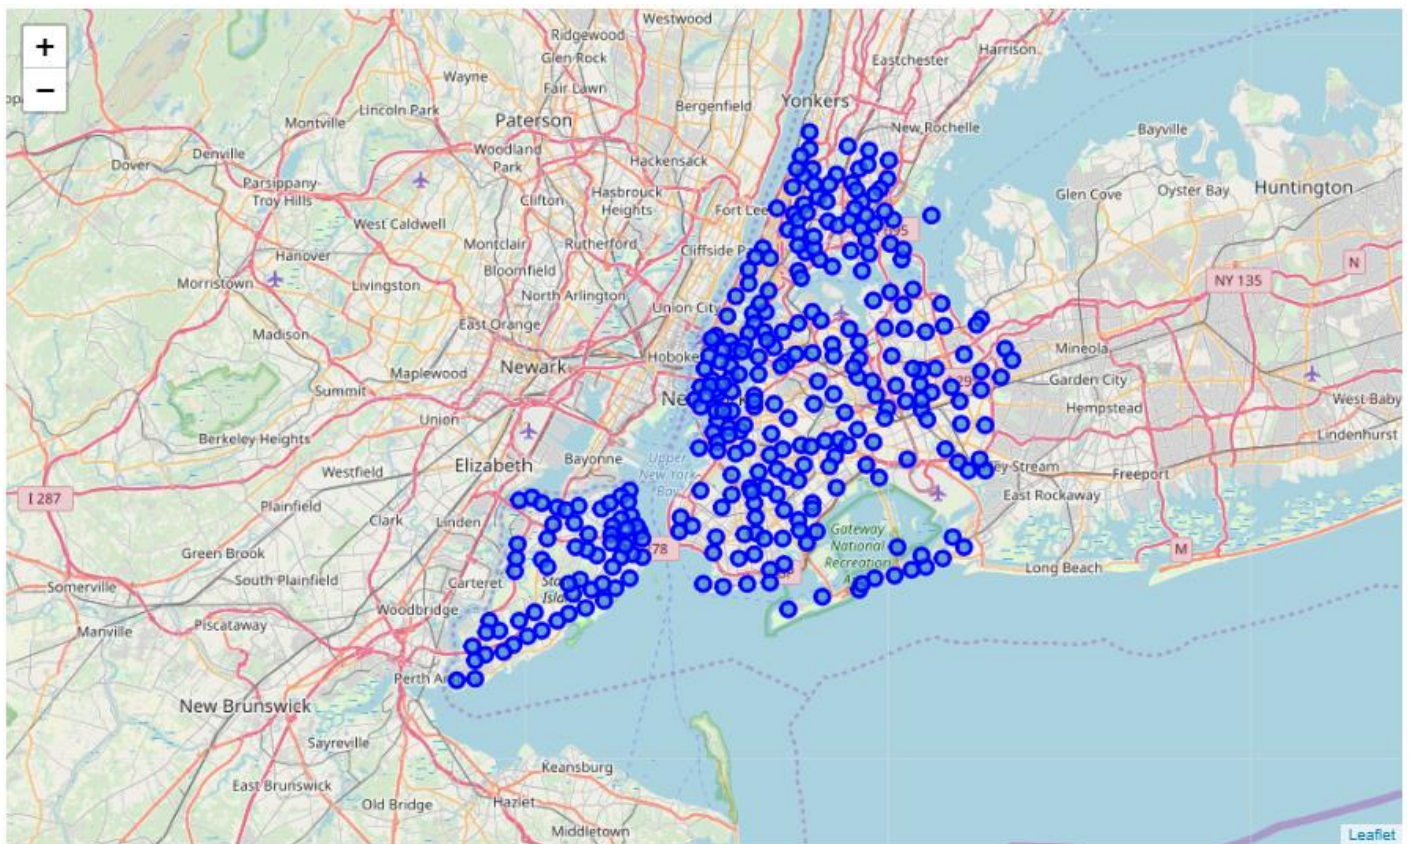 +
−
Westwood
Ridgewood
Harrison
Glen Rock
Eastchester
Wayne
Fair Lawn
Yonkers
Lincoln Park
Bergenfield
Paterson
Montville
New Rochelle
Bayville
Denville
Woodland
Park
Dover
Hackensack
Parsippany-
Troy Hills
Hasbrouck
Heights
Glen Cove
Oyster Bay
Huntington
Clifton
Fort Lee
West Caldwell
Montclair
Rutherford
Cliffside
Hanover
Bloomfield
N
Morristown
Livingston
North Arlington
NY 135
Union City
Madison
East Orange
Newark
Mineola
Maplewood
Summit
Garden City
West Baby
Union
Hempstead
Berkeley Heights
Lindenhurst
Elizabeth
Bayonne
Upper
New York
Bay
Westfield
Freeport
I 287
East Rockaway
Plainfield
Clark
Linden
Gateway
National
Recreation
Green Brook
78
M
Long Beach
South Plainfield
Carteret
Somerville
Woodbridge
Piscataway
Manville
Perth
New Brunswick
Sayreville
Keansburg
East Brunswick
Old Bridge
Hazlet
Middletown
Leaflet